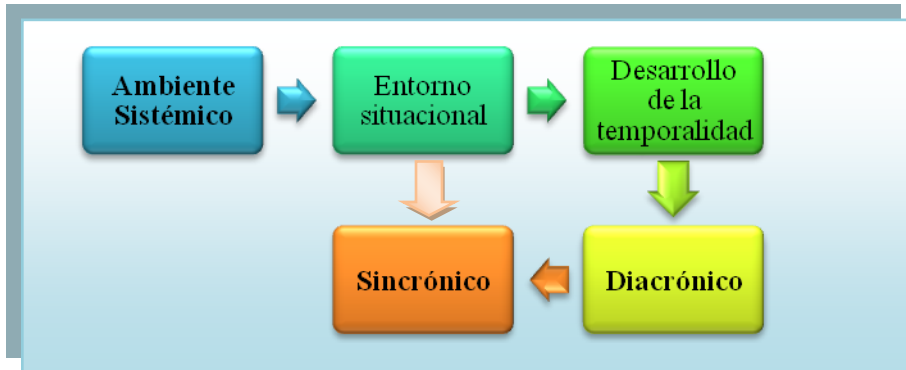 Ambiente
Sistémico
Entorno
situacional
Desarrollo
de la
temporalidad
Sincrónico
Diacrónico